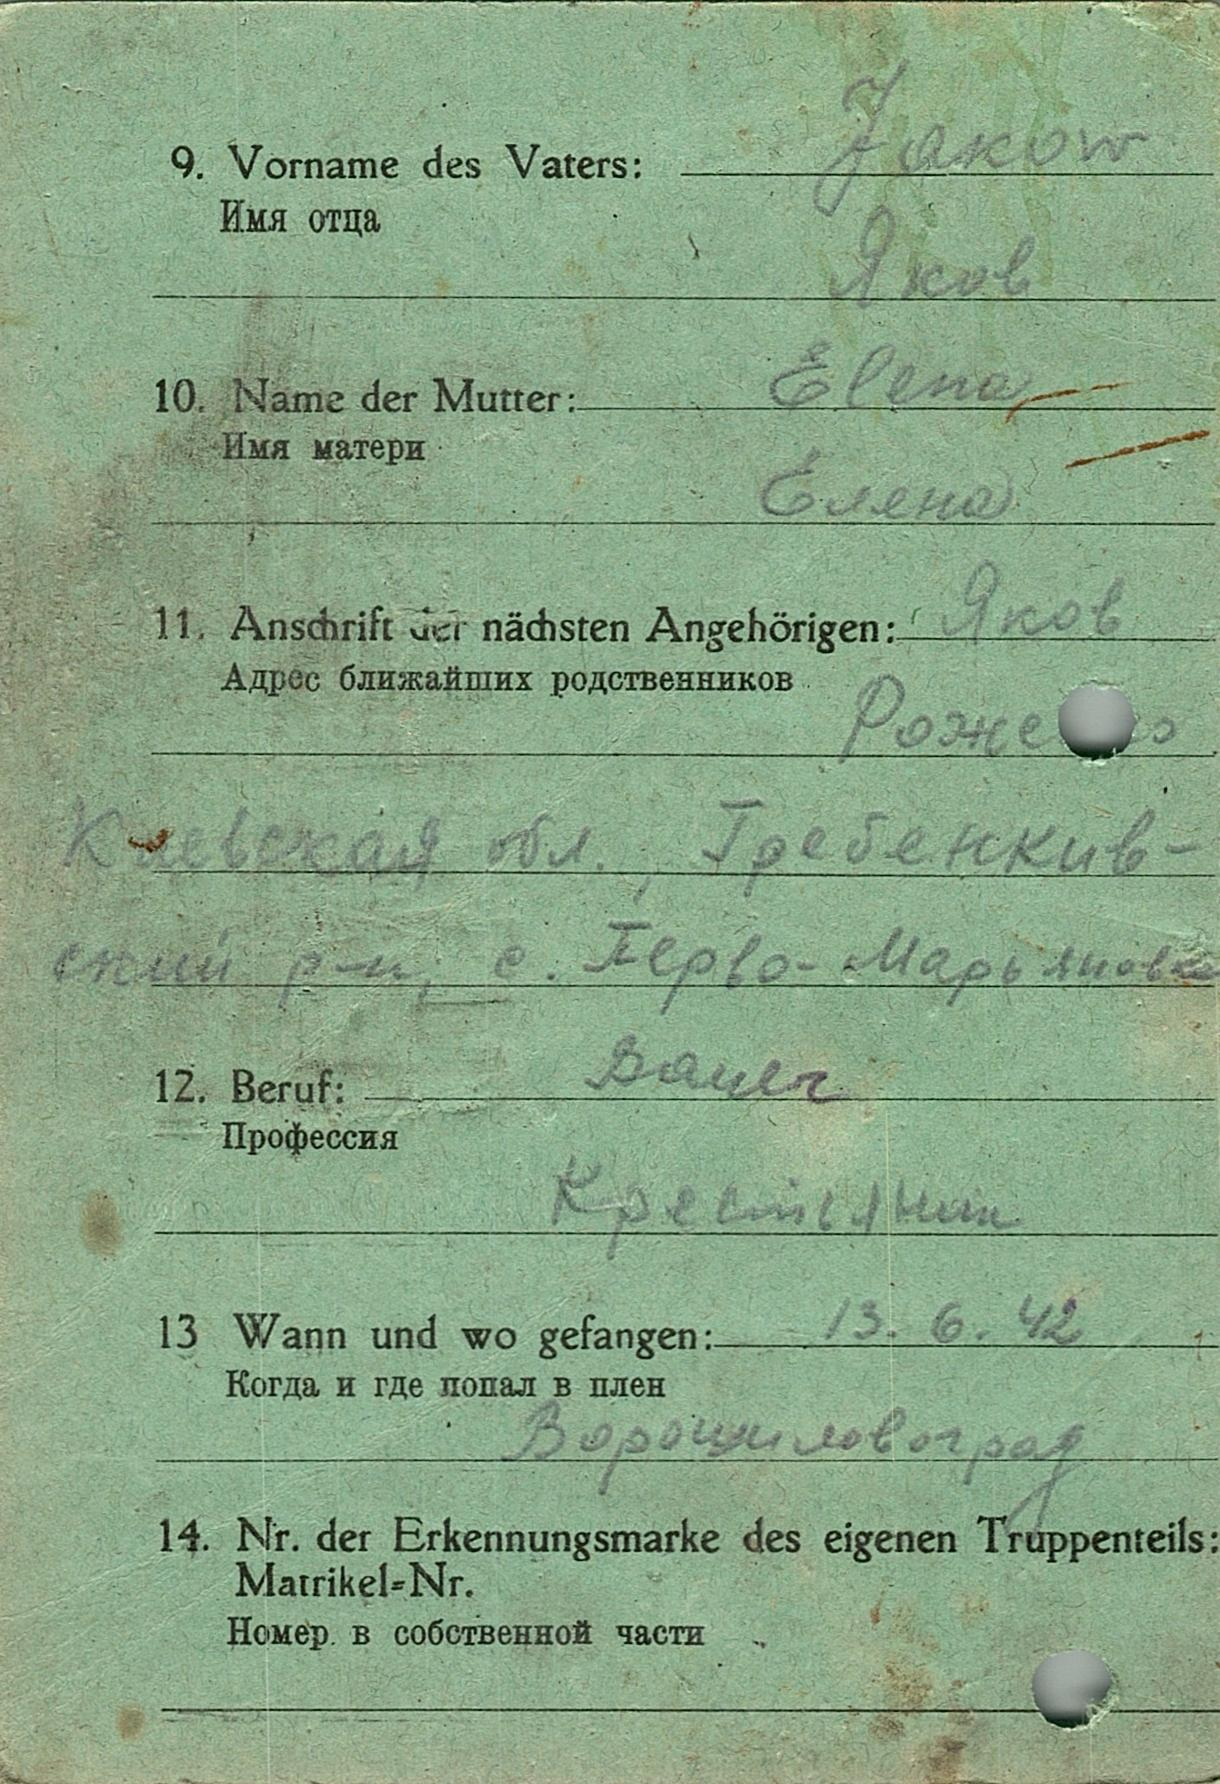 9. Vorname des Vaters: Jakow
Имя отца
Яков
10. Name der Mutter: Elena
Имя матери
Еляена
11. Anschrift der nächsten Angehörigen: Яков
Адрес ближайших родственников
Киевская обл., Гребенкив-
ский р-н, с. Перво-Марьяновка
12. Beruf: Bauer
Профессия
Крестьянин
13 Wann und wo gefangen: 13. 6. 42
Когда и где попал в плен
Ворошиловоград
14. Nr. der Erkennungsmarke des eigenen Truppenteils:
Matrikel-Nr.
Номер в собственной части